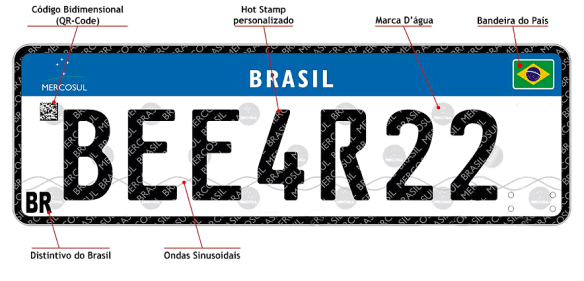 Código Bidimensional
(QR-Code)
Hot Stamp
personalizado
Marca D'água
Bandeira do País
MERCOSUL
BRASIL
BEE4R22
BR
Distintivo do Brasil
Ondas Sinusoidais